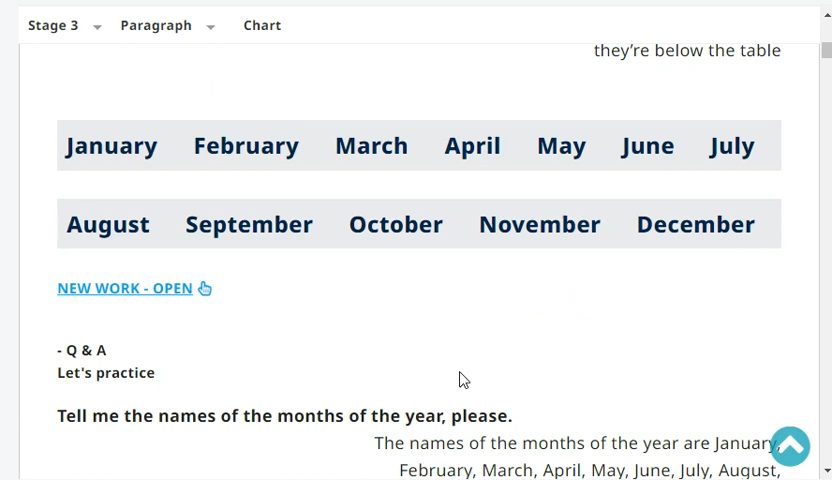 Stage 3 Paragraph Chart
they're below the table
January February March April May June July
August September October November December
NEW WORK - OPEN
- Q & A
Let's practice
Tell me the names of the months of the year, please.
The names of the months of the year are January,
February, March, April, May, June, July, August,